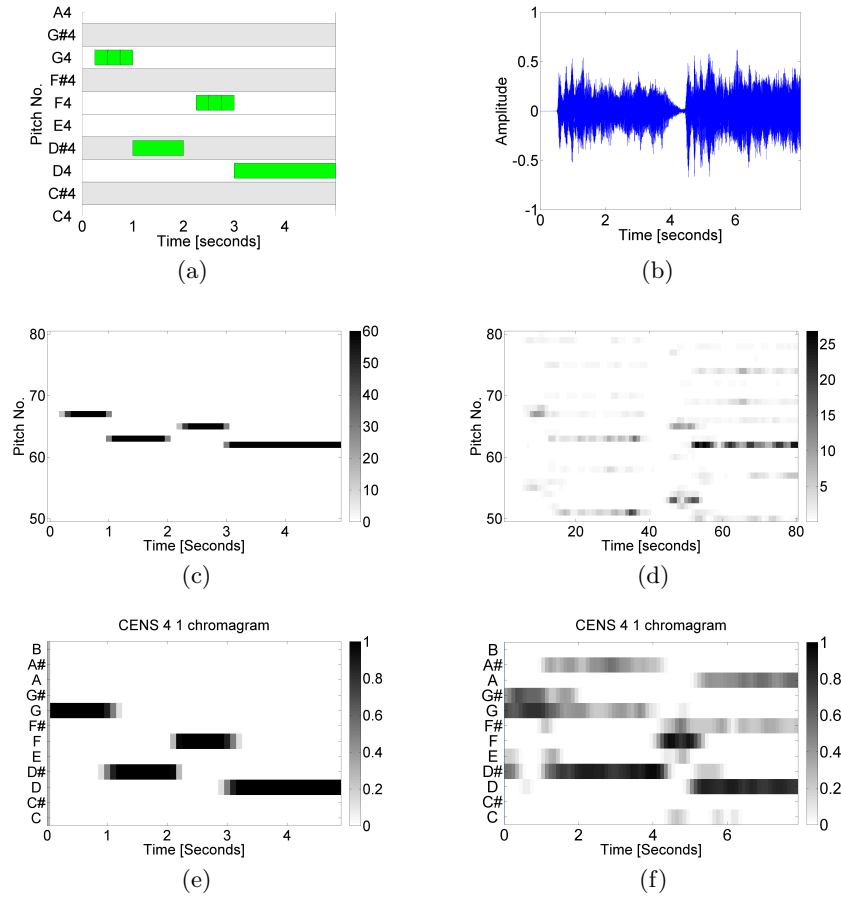 A4
G#4
G4
F#4
F4
E4
D#4
D4
C#4
C4
Pitch No.
0 1 2 3 4
Time [seconds]
(a)
1
0.5
0
-0.5
-1
Amplitude
0 2 4 6
Time [seconds]
(b)
80
70
60
50
Pitch No.
0 1 2 3 4
Time [Seconds]
60
50
40
30
20
10
0
(c)
80
70
60
50
Pitch No.
20 40 60 80
Time [seconds]
25
20
15
10
5
(d)
CENS 4 1 chromagram
B
A#
A
G#
G
F#
F
E
D#
D
C#
C
0 1 2 3 4
Time [Seconds]
1
0.8
0.6
0.4
0.2
0
(e)
CENS 4 1 chromagram
B
A#
A
G#
G
F#
F
E
D#
D
C#
C
0 2 4 6
Time [Seconds]
1
0.8
0.6
0.4
0.2
0
(f)